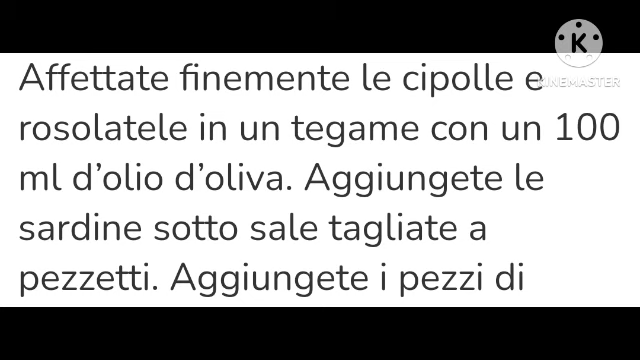 Affettate finemente le cipolle e
rosolatele in un tegame con un 100
ml d’olio d’oliva. Aggiungete le
sardine sotto sale tagliate a
pezzetti. Aggiungete i pezzi di
K
KINEMASTER